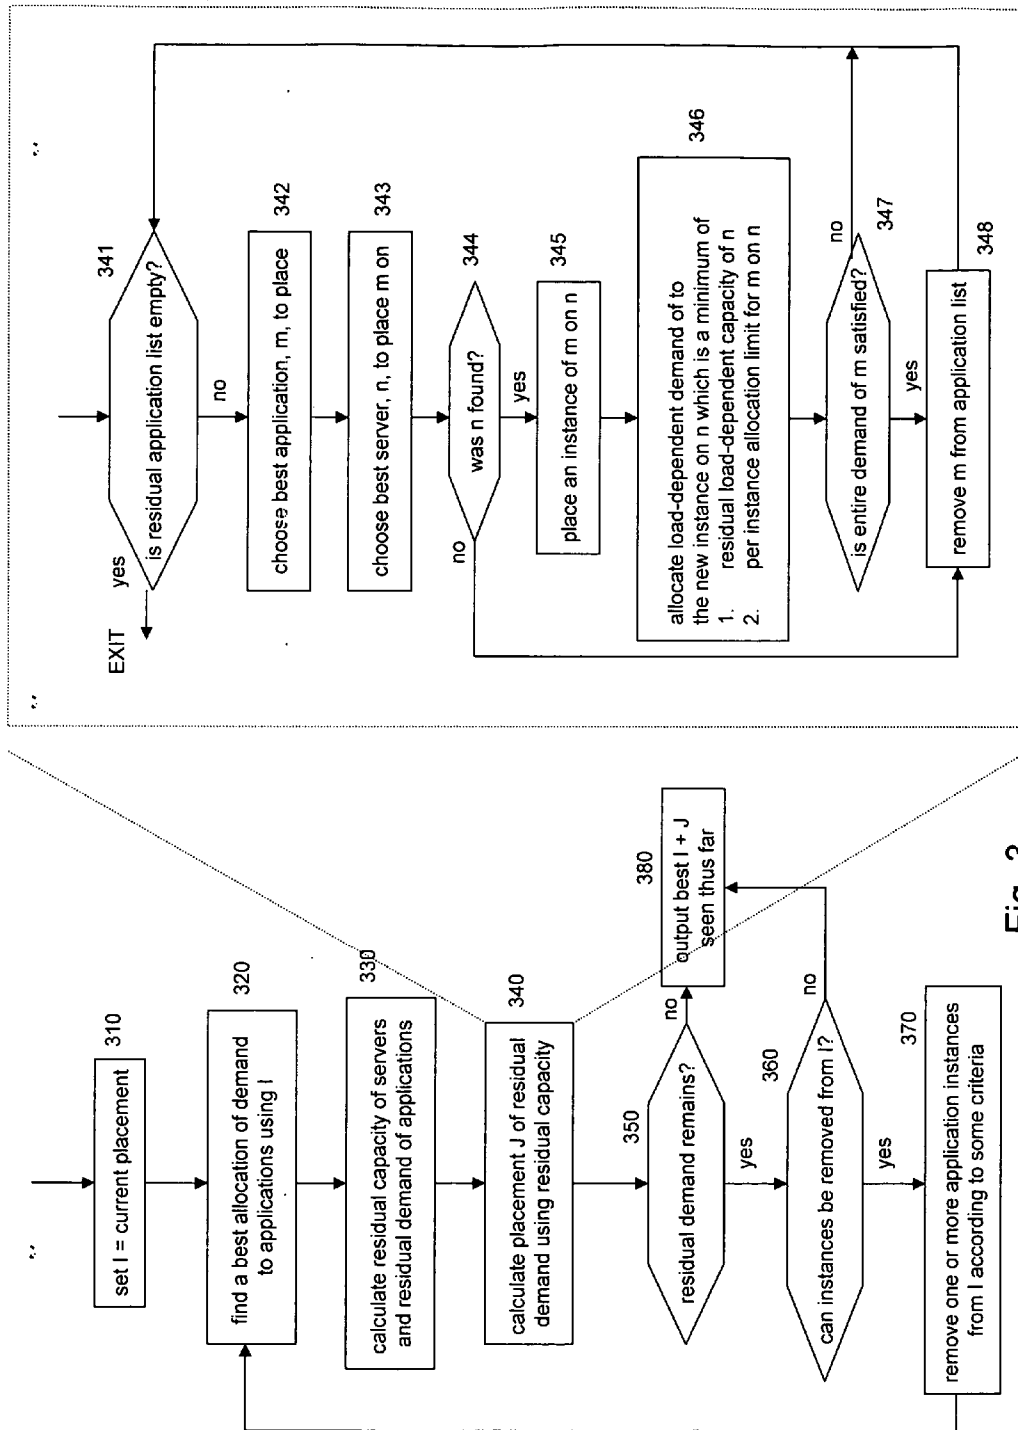 310
set I = current placement
320
find a best allocation of demand
to applications using I
330
calculate residual capacity of servers
and residual demand of applications
340
calculate placement J of residual
demand using residual capacity
350
residual demand remains?
no
yes
380
output best I + J
seen thus far
360
can instances be removed from I?
no
yes
370
remove one or more application instances
from I according to some criteria
341
is residual application list empty?
yes
EXIT
no
342
choose best application, m, to place
343
choose best server, n, to place m on
344
was n found?
no
yes
345
place an instance of m on n
346
allocate load-dependent demand of to
the new instance on n which is a minimum of
1. residual load-dependent capacity of n
2. per instance allocation limit for m on n
347
is entire demand of m satisfied?
no
yes
348
remove m from application list